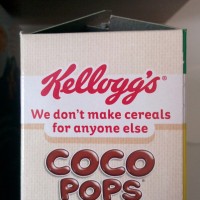 Kellogg's®
We don't make cereals
for anyone else
COCO
POPS